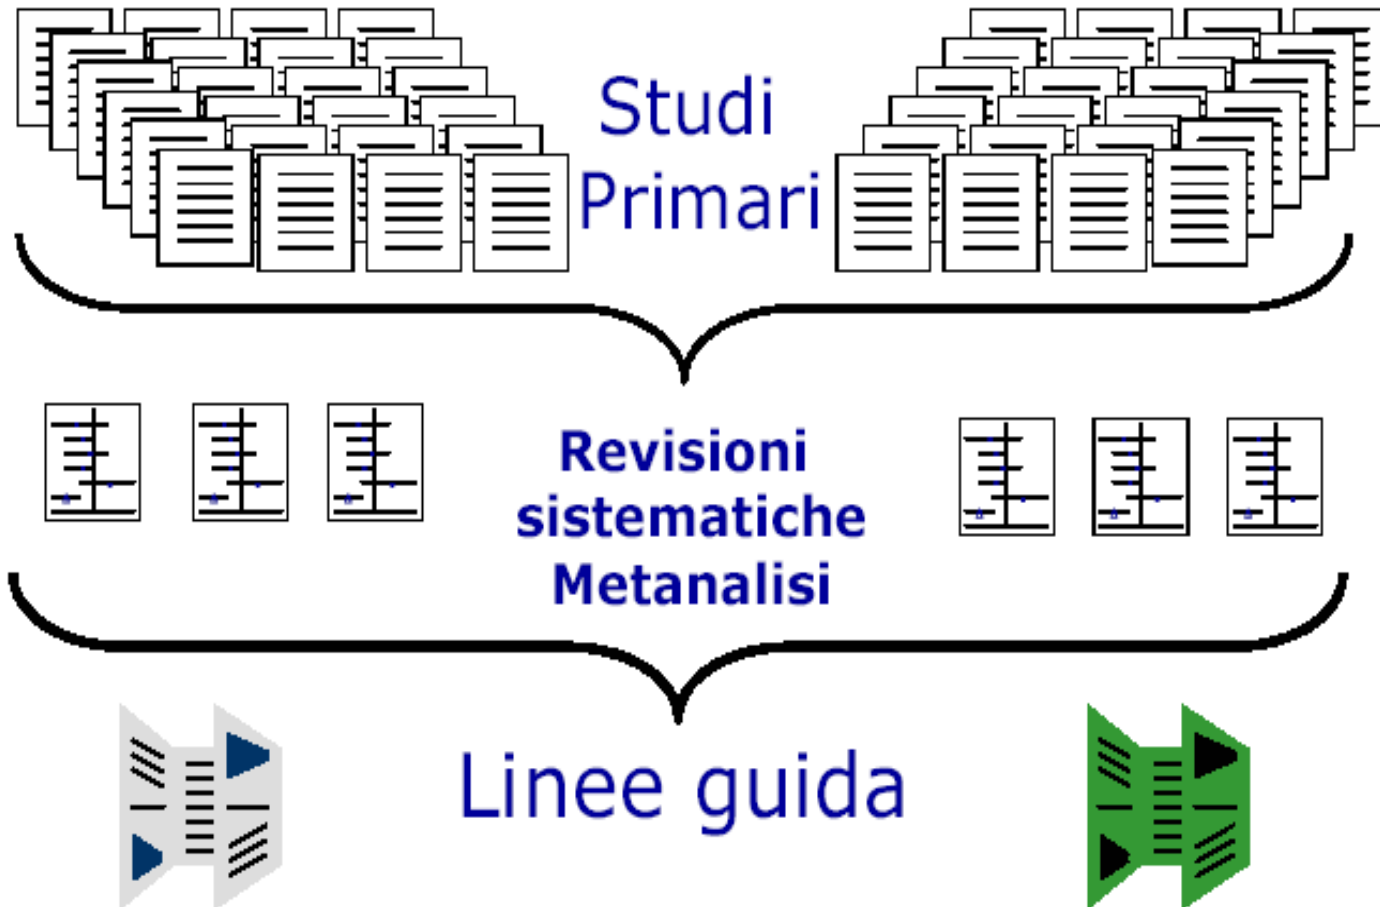 Studi
Primari
Revisioni
sistematiche
Metanalisi
Linee guida